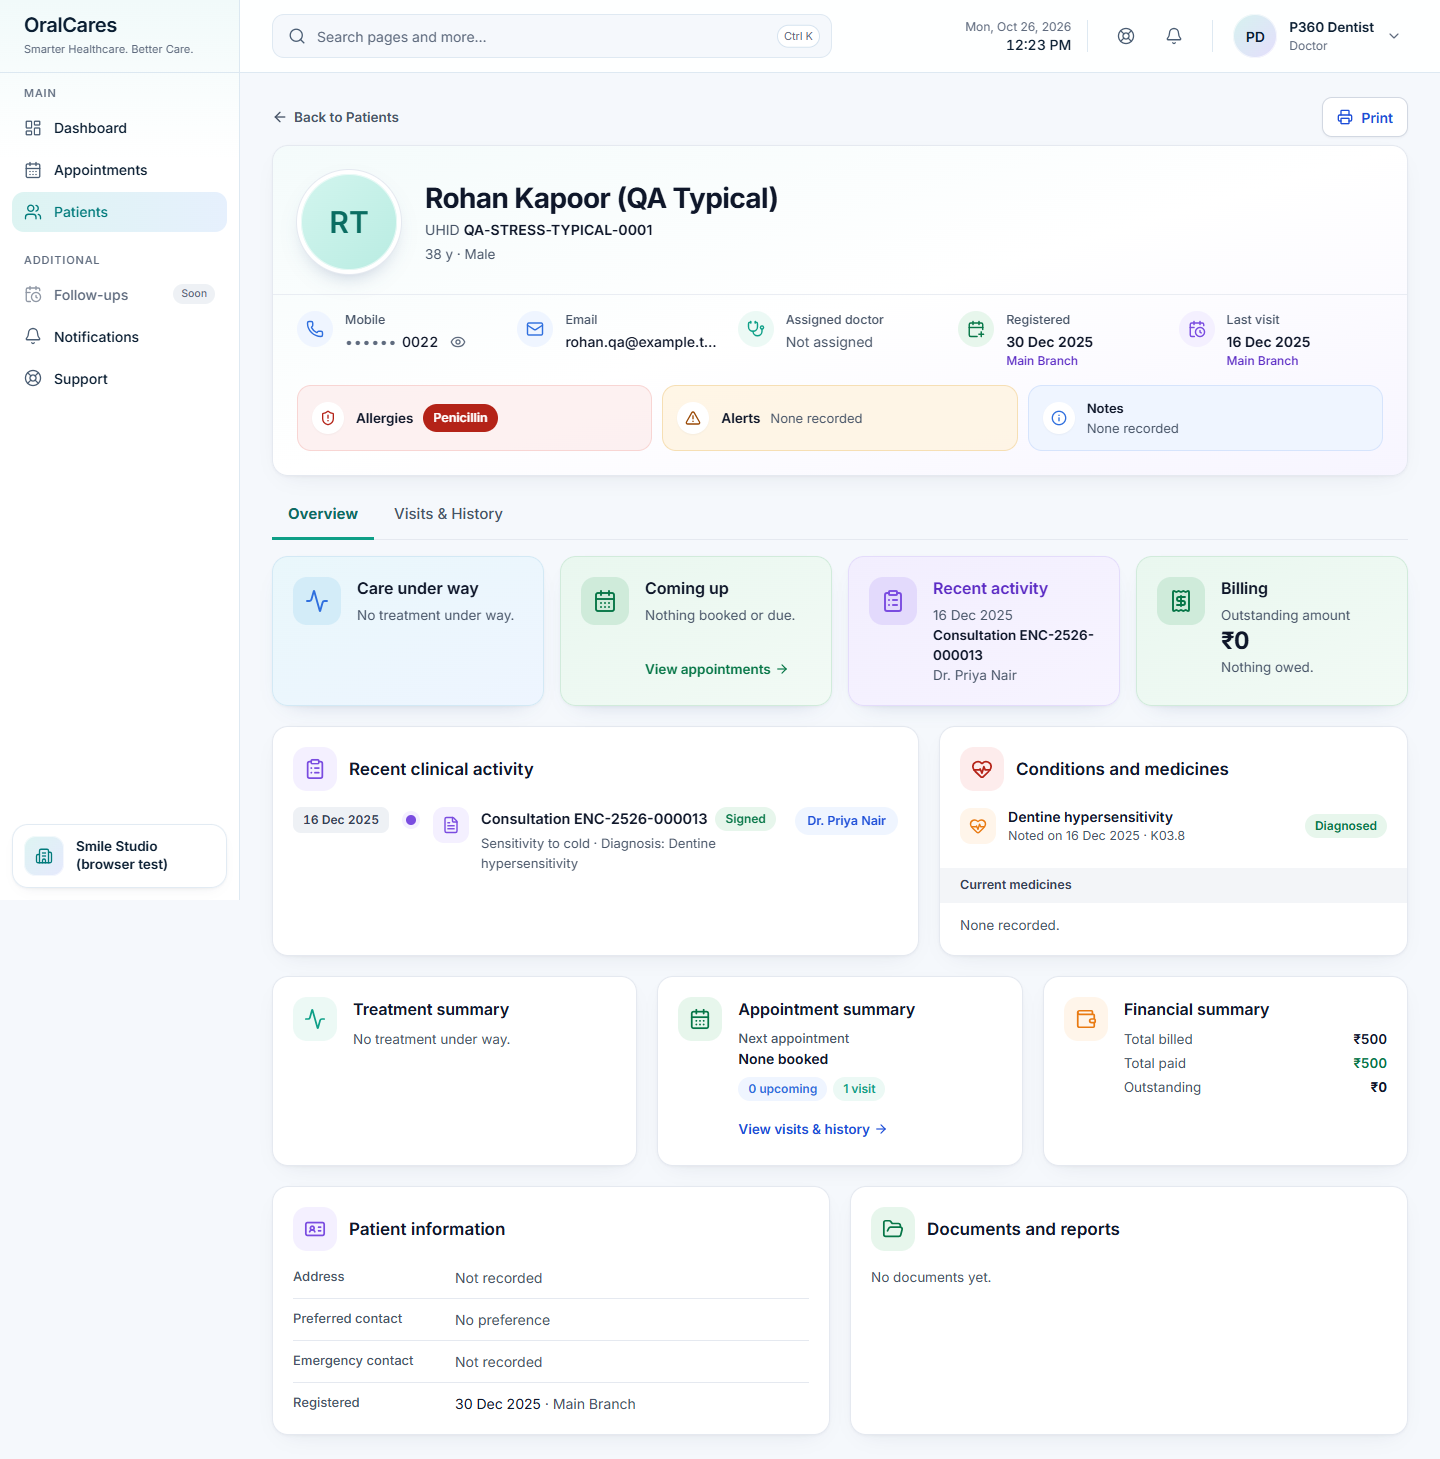 OralCares
Smarter Healthcare. Better Care.
Search pages and more...
Ctrl K
Mon, Oct 26, 2026
12:23 PM
PD
P360 Dentist
Doctor
MAIN
Dashboard
Appointments
Patients
ADDITIONAL
Follow-ups
Soon
Notifications
Support
Smile Studio
(browser test)
Back to Patients
Print
RT
Rohan Kapoor (QA Typical)
UHID QA-STRESS-TYPICAL-0001
38 y · Male
Mobile
•••••• 0022
Email
rohan.qa@example.t...
Assigned doctor
Not assigned
Registered
30 Dec 2025
Main Branch
Last visit
16 Dec 2025
Main Branch
Allergies
Penicillin
Alerts
None recorded
Notes
None recorded
Overview
Visits & History
Care under way
No treatment under way.
Coming up
Nothing booked or due.
View appointments →
Recent activity
16 Dec 2025
Consultation ENC-2526-
000013
Dr. Priya Nair
Billing
Outstanding amount
₹0
Nothing owed.
Recent clinical activity
16 Dec 2025
Consultation ENC-2526-000013
Signed
Dr. Priya Nair
Sensitivity to cold · Diagnosis: Dentine
hypersensitivity
Conditions and medicines
Dentine hypersensitivity
Noted on 16 Dec 2025 · K03.8
Diagnosed
Current medicines
None recorded.
Treatment summary
No treatment under way.
Appointment summary
Next appointment
None booked
0 upcoming
1 visit
View visits & history →
Financial summary
Total billed ₹500
Total paid ₹500
Outstanding ₹0
Patient information
Address Not recorded
Preferred contact No preference
Emergency contact Not recorded
Registered 30 Dec 2025 · Main Branch
Documents and reports
No documents yet.